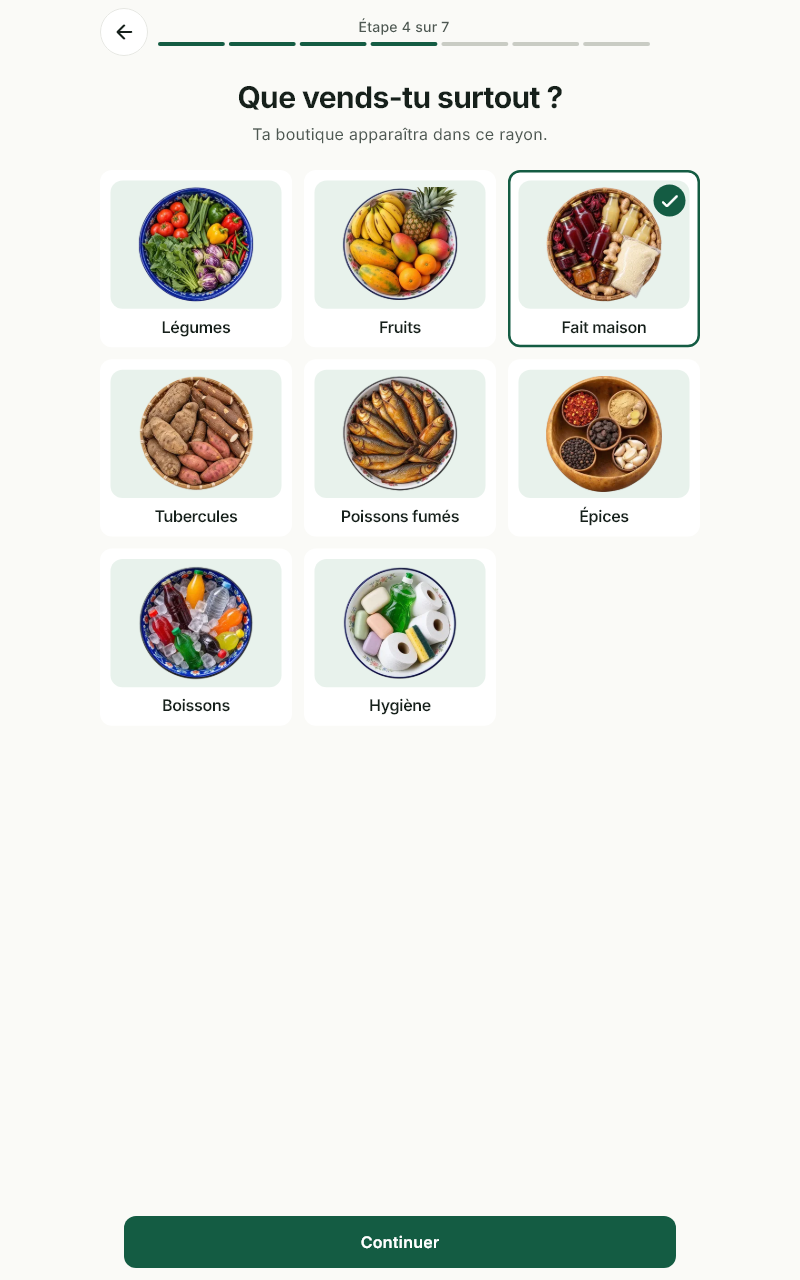 Étape 4 sur 7
Que vends-tu surtout ?
Ta boutique apparaîtra dans ce rayon.
Légumes
Fruits
Fait maison
Tubercules
Poissons fumés
Épices
Boissons
Hygiène
Continuer